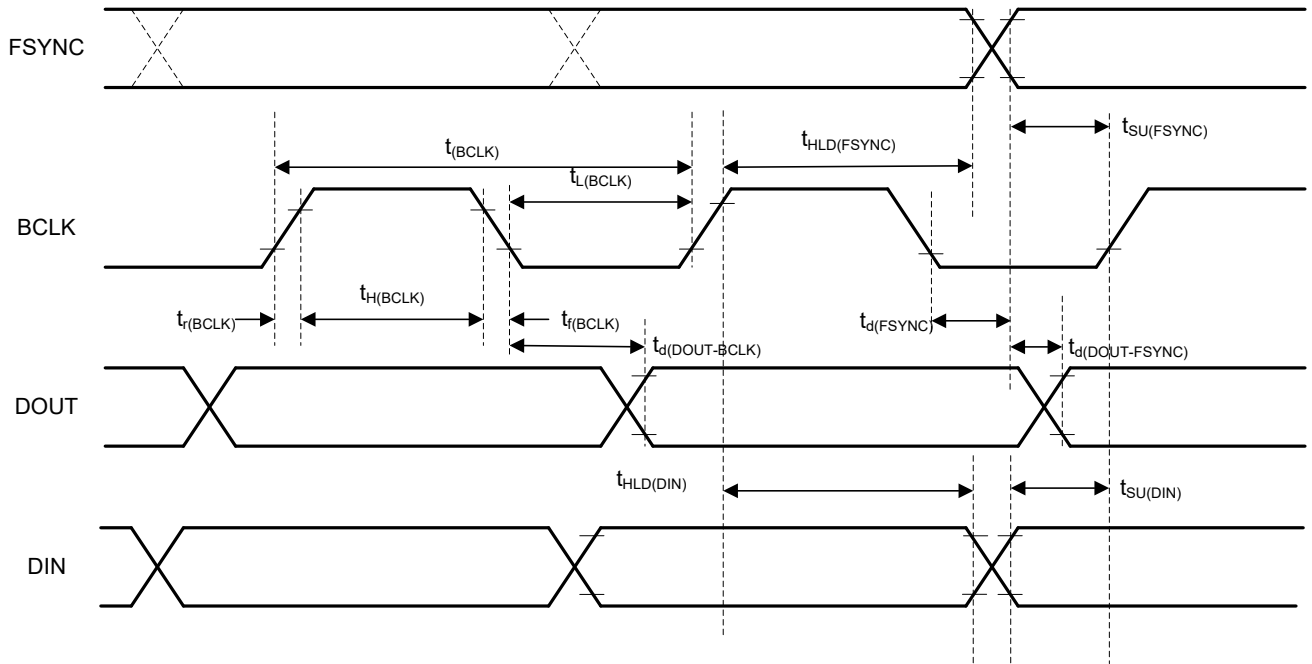 FSYNC
tSU(FSYNC)
tHLD(FSYNC)
t(BCLK)
tL(BCLK)
BCLK
tH(BCLK)
tr(BCLK)
tf(BCLK)
td(FSYNC)
td(DOUT-BCLK)
td(DOUT-FSYNC)
DOUT
tHLD(DIN)
tSU(DIN)
DIN